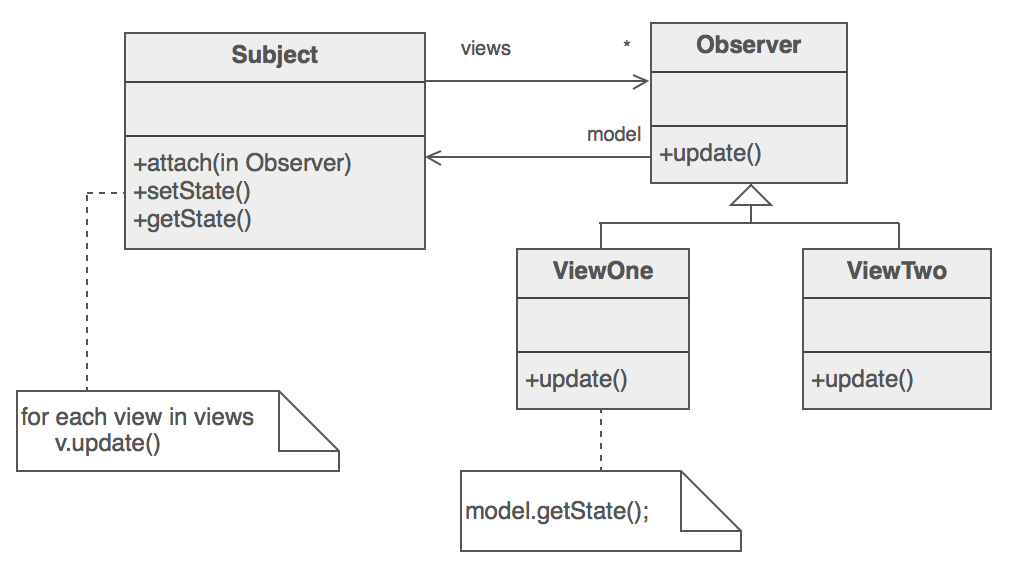 Subject
+attach(in Observer)
+setState()
+getState()
views
*
model
Observer
+update()
ViewOne
+update()
ViewTwo
+update()
for each view in views
v.update()
model.getState();